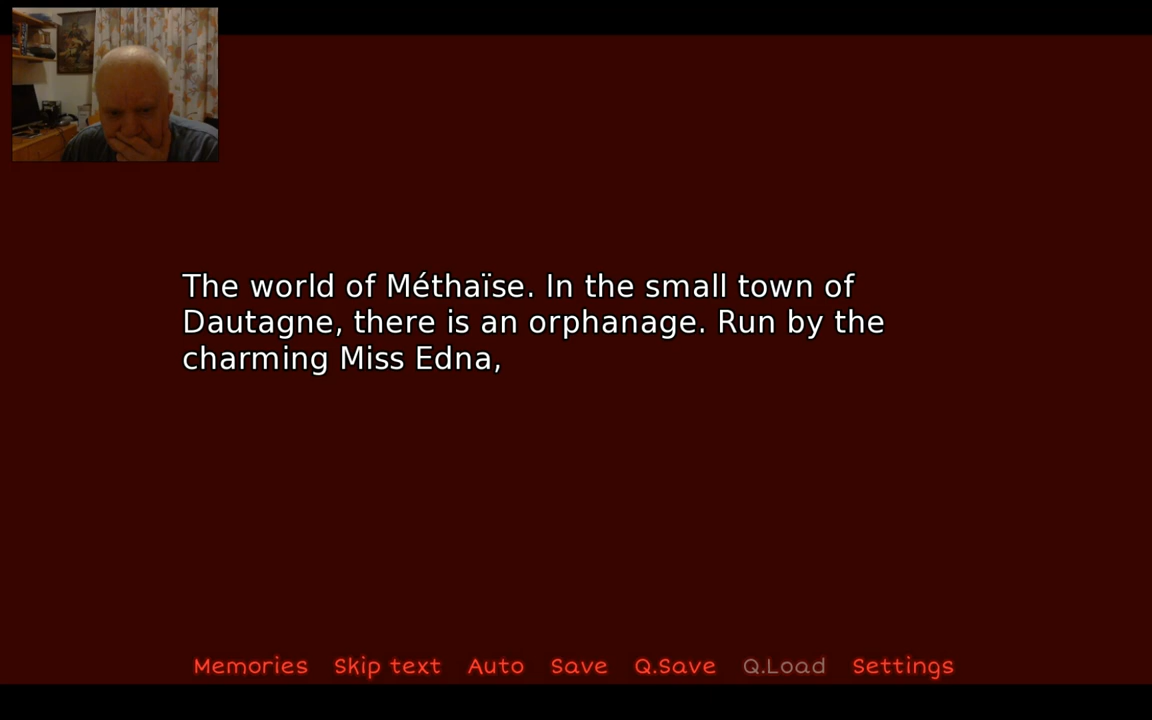 The world of Méthaïse. In the small town of
Dautagne, there is an orphanage. Run by the
charming Miss Edna,
Memories Skip text Auto Save Q.Save Q.Load Settings